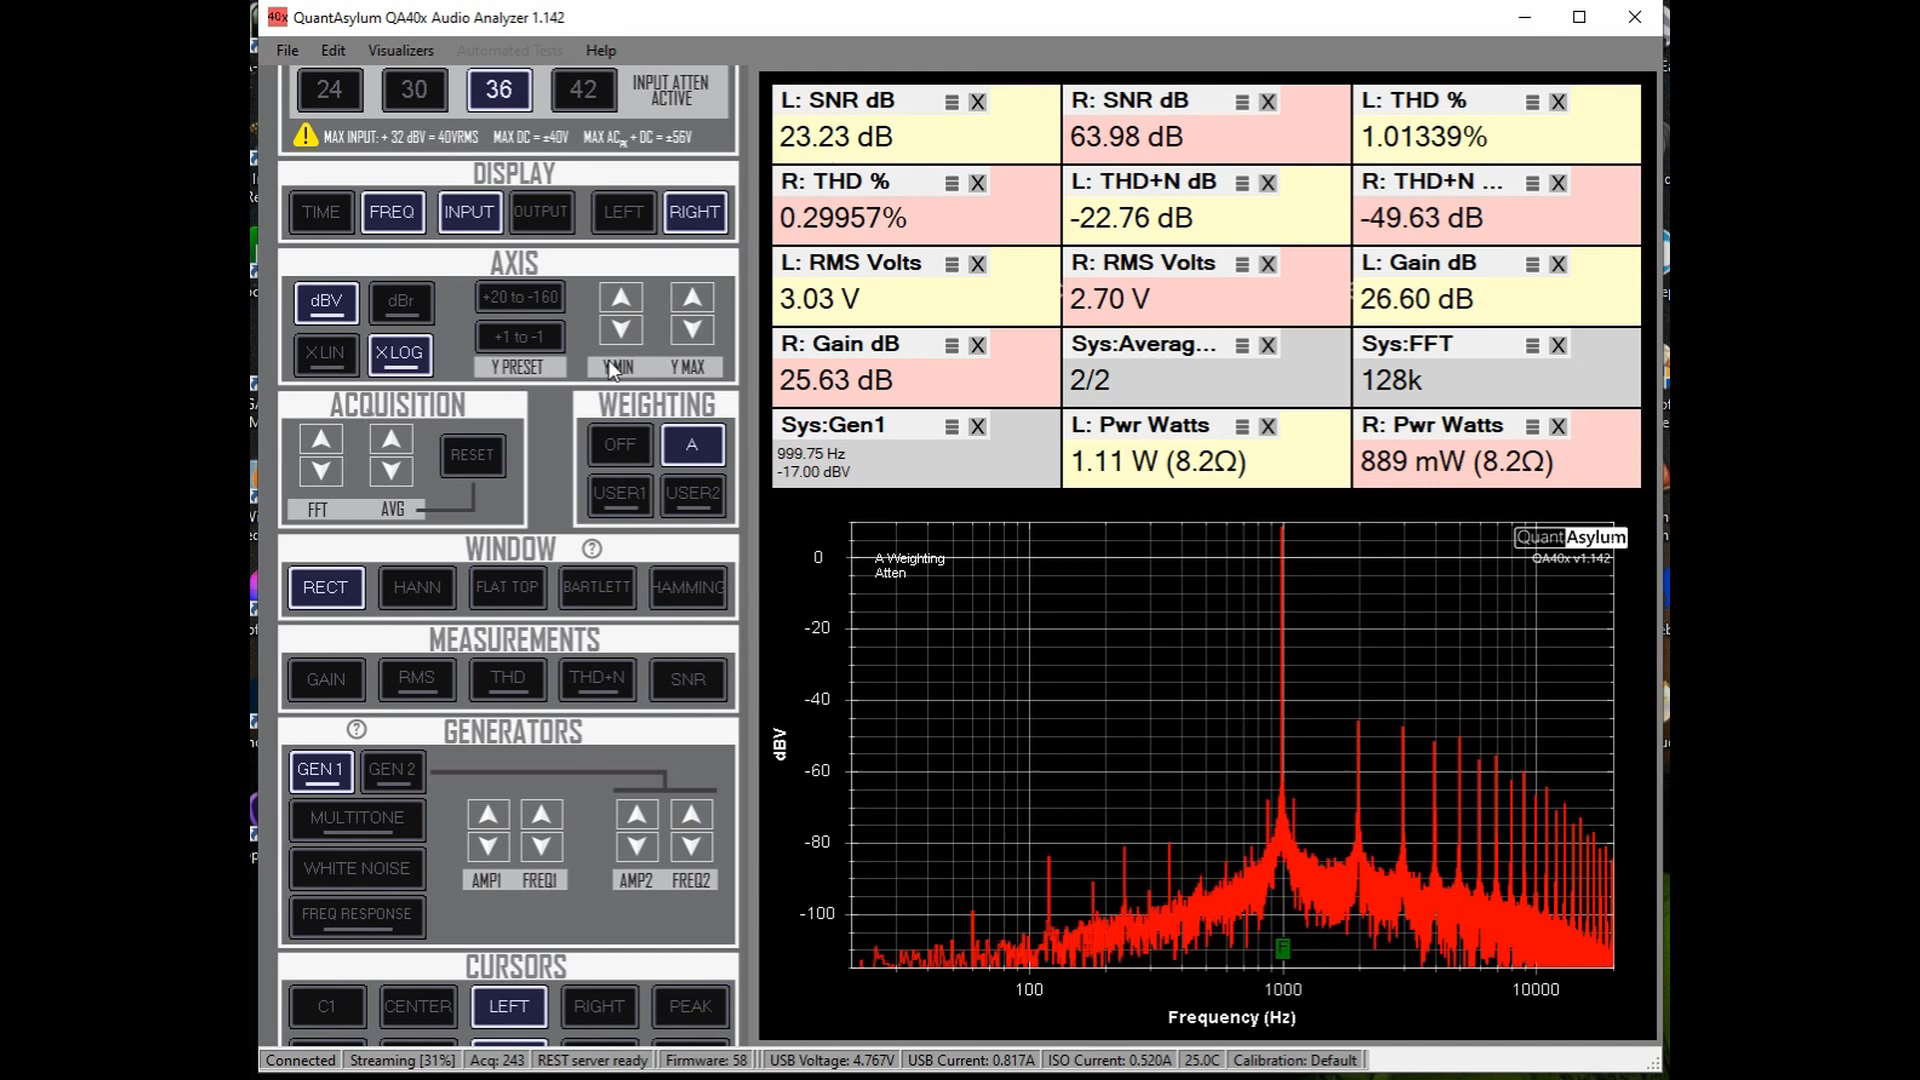 40x QuantAsylum QA40x Audio Analyzer 1.142
File Edit Visualizers Automated Tests Help
24 30 36 42 INPUT ATTEN ACTIVE
MAX INPUT: + 32 dBV = 40VRMS MAX DC = ±40V MAX ACPK + DC = ±56V
DISPLAY
TIME FREQ INPUT OUTPUT LEFT RIGHT
AXIS
dBV dBr +20 to -160
X LIN X LOG +1 to -1
Y PRESET Y MIN Y MAX
ACQUISITION
RESET
FFT AVG
WEIGHTING
OFF A
USER1 USER2
WINDOW ?
RECT HANN FLAT TOP BARTLETT HAMMING
MEASUREMENTS
GAIN RMS THD THD+N SNR
? GENERATORS
GEN 1 GEN 2
MULTITONE
WHITE NOISE
AMP1 FREQ1 AMP2 FREQ2
FREQ RESPONSE
CURSORS
C1 CENTER LEFT RIGHT PEAK
L: SNR dB X
23.23 dB
R: SNR dB X
63.98 dB
L: THD % X
1.01339%
R: THD % X
0.29957%
L: THD+N dB X
-22.76 dB
R: THD+N ... X
-49.63 dB
L: RMS Volts X
3.03 V
R: RMS Volts X
2.70 V
L: Gain dB X
26.60 dB
R: Gain dB X
25.63 dB
Sys:Averag... X
2/2
Sys:FFT X
128k
Sys:Gen1 X
999.75 Hz
-17.00 dBV
L: Pwr Watts X
1.11 W (8.2Ω)
R: Pwr Watts X
889 mW (8.2Ω)
QuantAsylum
QA40x v1.142
A Weighting
Atten
0
-20
-40
-60
-80
-100
dBV
F
100 1000 10000
Frequency (Hz)
Connected Streaming [31%] Acq: 243 REST server ready Firmware: 58 USB Voltage: 4.767V USB Current: 0.817A ISO Current: 0.520A 25.0C Calibration: Default